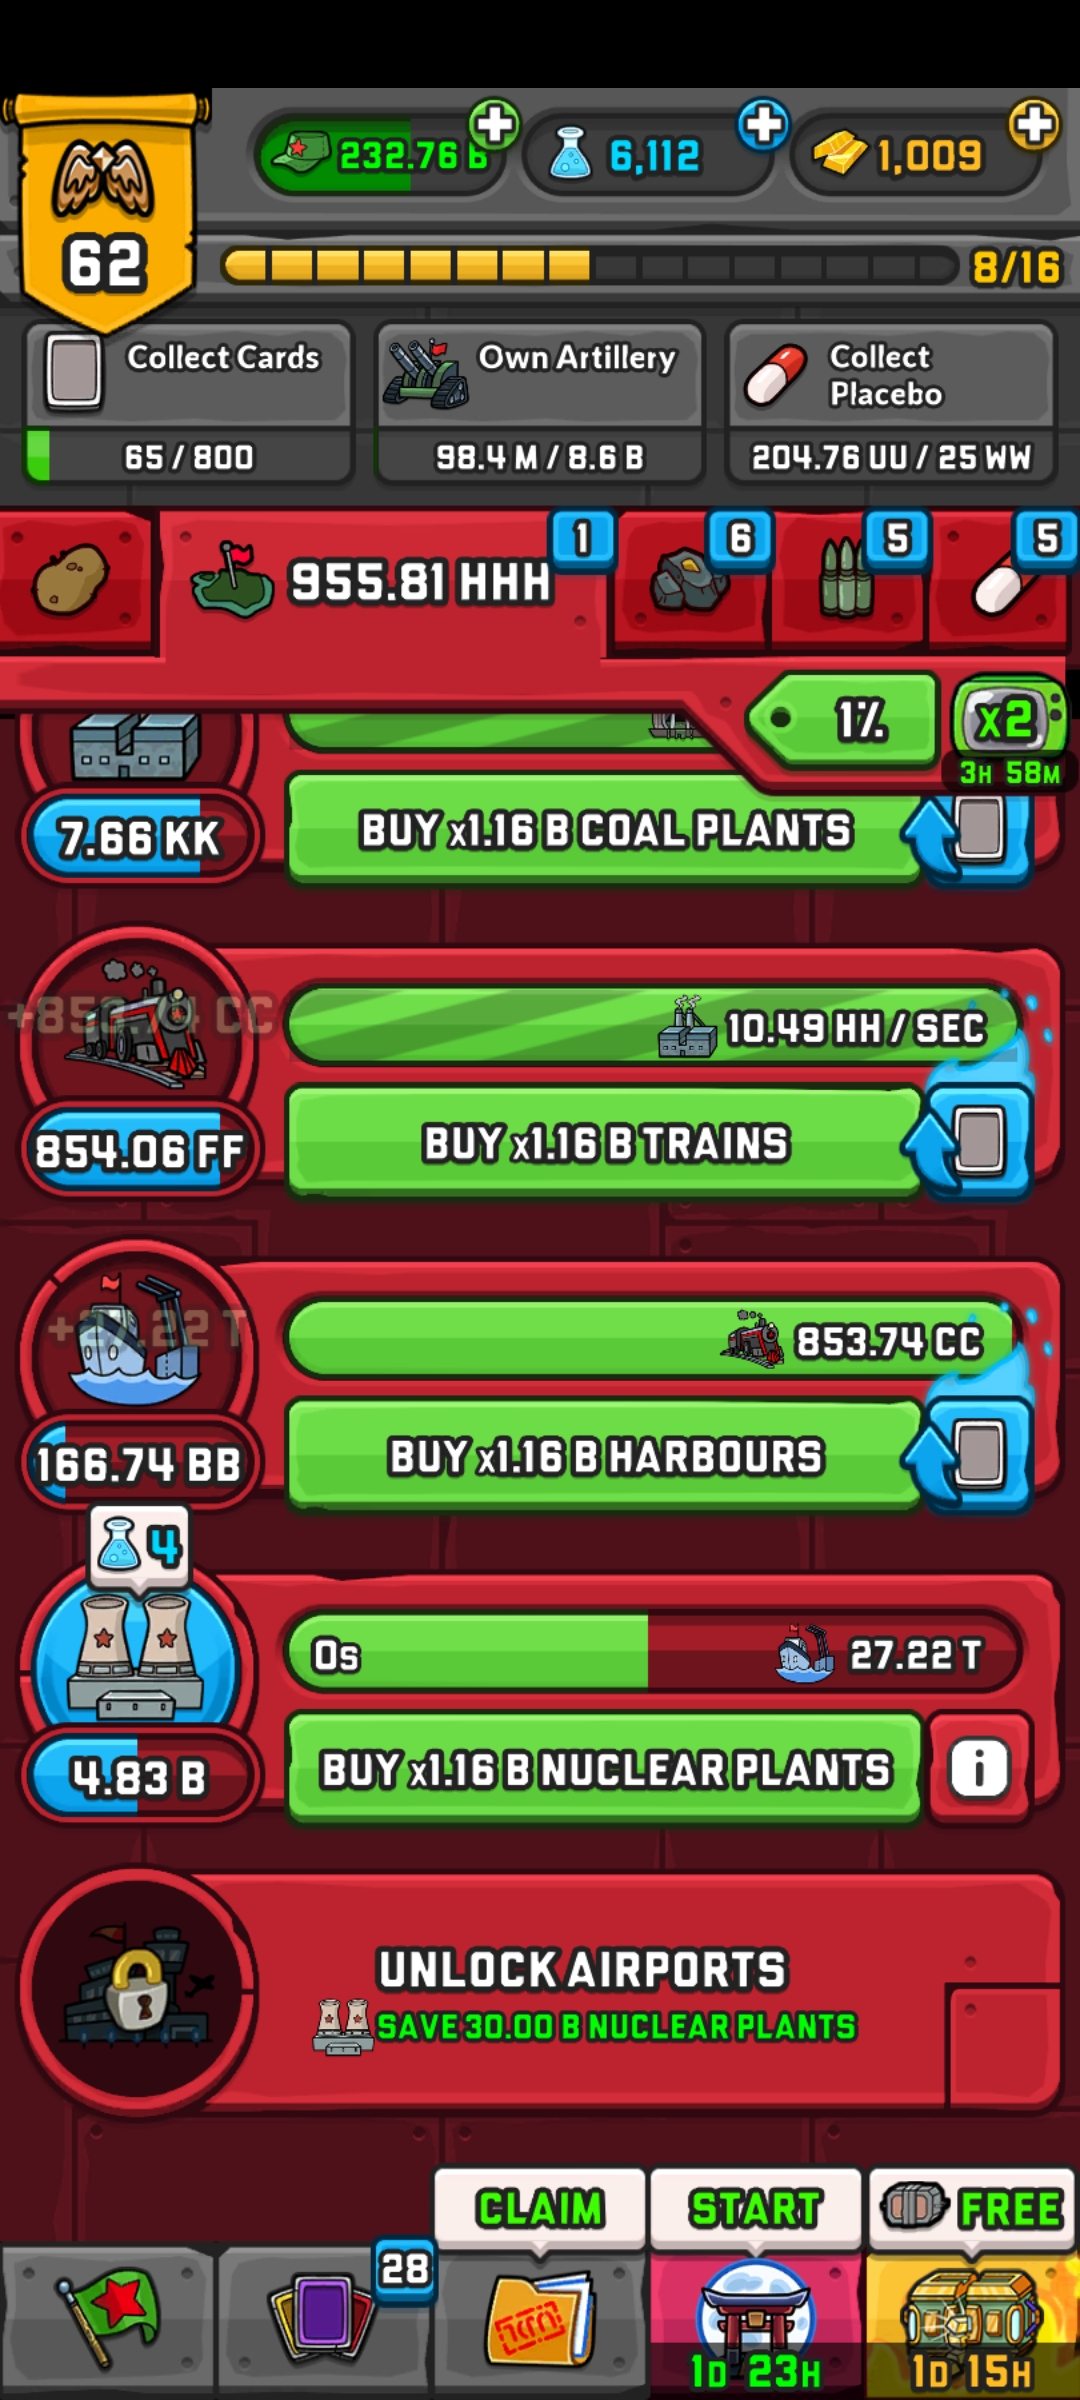 232.76 B
6,112
1,009
62
8/16
Collect Cards
65 / 800
Own Artillery
98.4 M / 8.6 B
Collect
Placebo
204.76 UU / 25 WW
955.81 HHH
1
6
5
5
1%
x2
3H 58M
7.66 KK
BUY x1.16 B COAL PLANTS
+853.74 CC
10.49 HH / SEC
854.06 FF
BUY x1.16 B TRAINS
+27.22 T
853.74 CC
166.74 BB
BUY x1.16 B HARBOURS
4
0s
27.22 T
4.83 B
BUY x1.16 B NUCLEAR PLANTS
i
UNLOCK AIRPORTS
SAVE 30.00 B NUCLEAR PLANTS
CLAIM
START
FREE
28
1D 23H
1D 15H